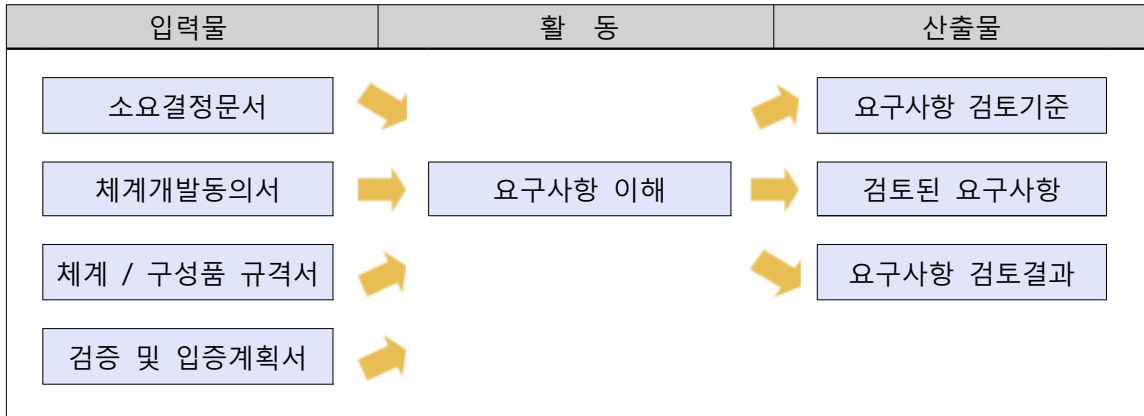 입력물 활 동 산출물
소요결정문서 요구사항 검토기준
체계개발동의서 요구사항 이해 검토된 요구사항
체계 / 구성품 규격서 요구사항 검토결과
검증 및 입증계획서